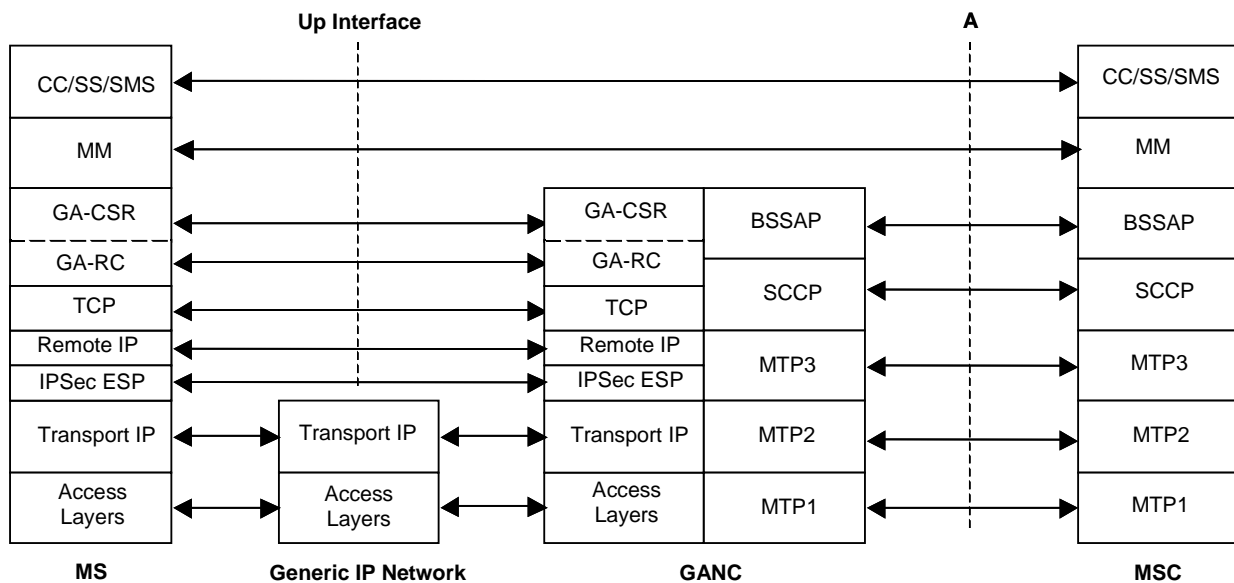 Up Interface
A
CC/SS/SMS
CC/SS/SMS
MM
MM
GA-CSR
GA-CSR
BSSAP
BSSAP
GA-RC
GA-RC
TCP
TCP
SCCP
SCCP
Remote IP
Remote IP
MTP3
MTP3
IPSec ESP
IPSec ESP
Transport IP
Transport IP
Transport IP
MTP2
MTP2
Access
Layers
Access
Layers
Access
Layers
MTP1
MTP1
MS
Generic IP Network
GANC
MSC